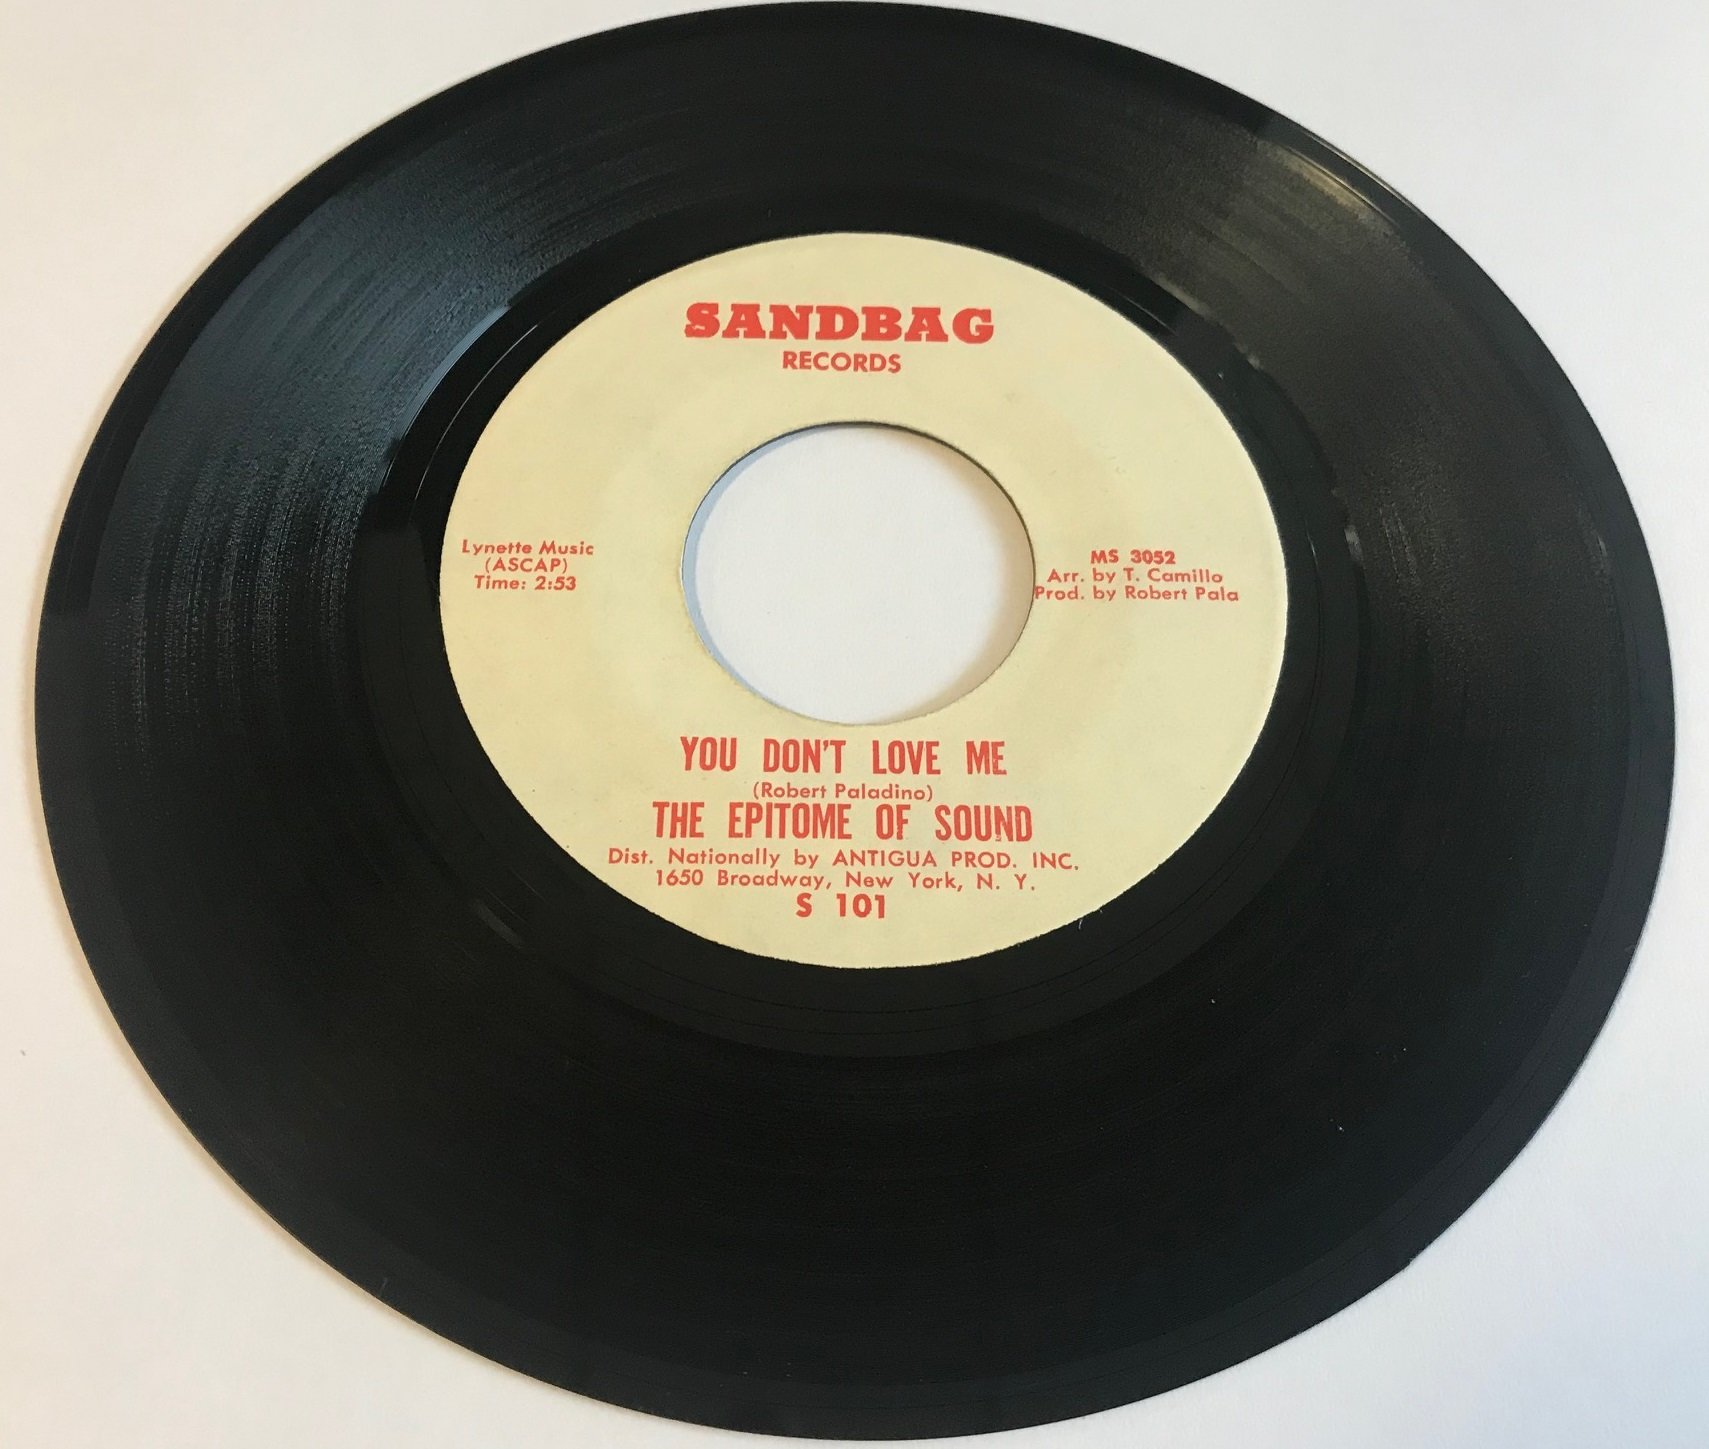 SANDBAG
RECORDS
Lynette Music
(ASCAP)
Time: 2:53
MS 3052
Arr. by T. Camillo
Prod. by Robert Pala
YOU DON'T LOVE ME
(Robert Paladino)
THE EPITOME OF SOUND
Dist. Nationally by ANTIGUA PROD. INC.
1650 Broadway, New York, N. Y.
S 101